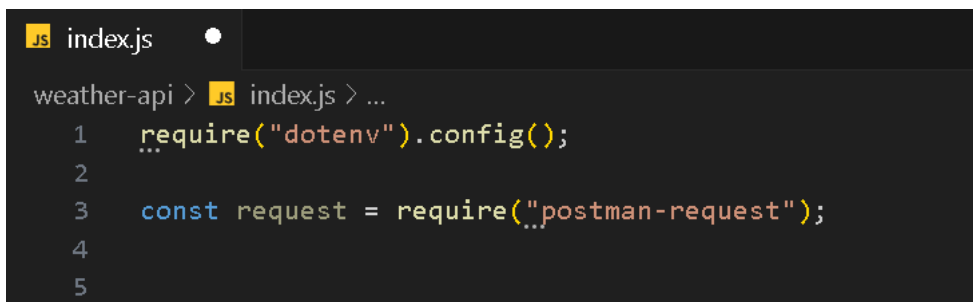 JS index.js
weather-api > JS index.js > ...
1 require("dotenv").config();
2
3 const request = require("postman-request");
4
5